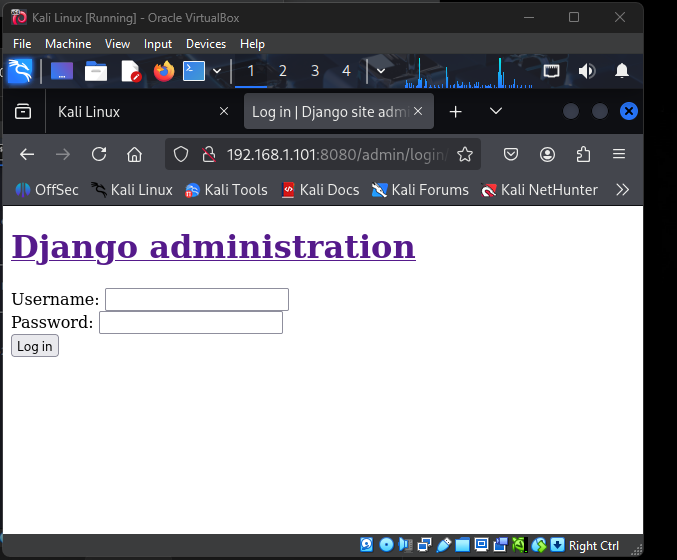 Kali Linux [Running] - Oracle VirtualBox
File Machine View Input Devices Help
1 2 3 4
Kali Linux
Log in | Django site adm
192.168.1.101:8080/admin/login/
OffSec Kali Linux Kali Tools Kali Docs Kali Forums Kali NetHunter
Django administration
Username:
Password:
Log in
Right Ctrl